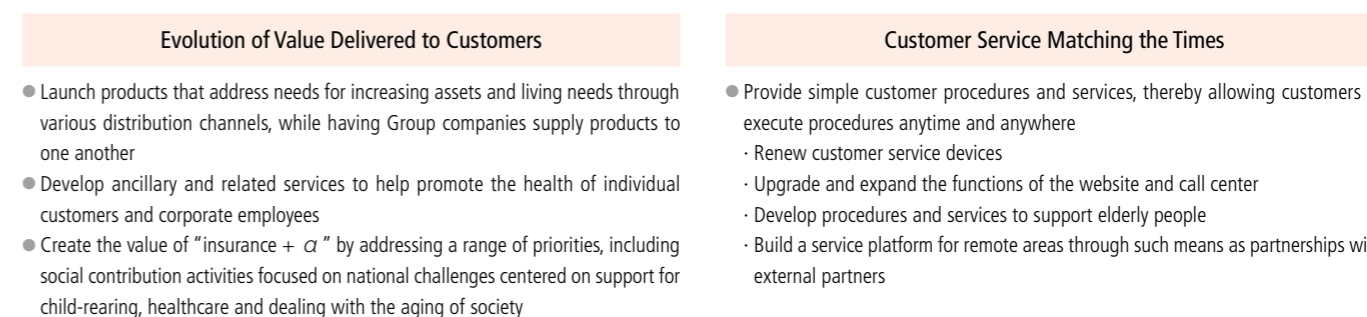 Evolution of Value Delivered to Customers
● Launch products that address needs for increasing assets and living needs through
various distribution channels, while having Group companies supply products to
one another
● Develop ancillary and related services to help promote the health of individual
customers and corporate employees
● Create the value of "insurance + α" by addressing a range of priorities, including
social contribution activities focused on national challenges centered on support for
child-rearing, healthcare and dealing with the aging of society
Customer Service Matching the Times
● Provide simple customer procedures and services, thereby allowing customers
execute procedures anytime and anywhere
· Renew customer service devices
· Upgrade and expand the functions of the website and call center
· Develop procedures and services to support elderly people
· Build a service platform for remote areas through such means as partnerships wi
external partners